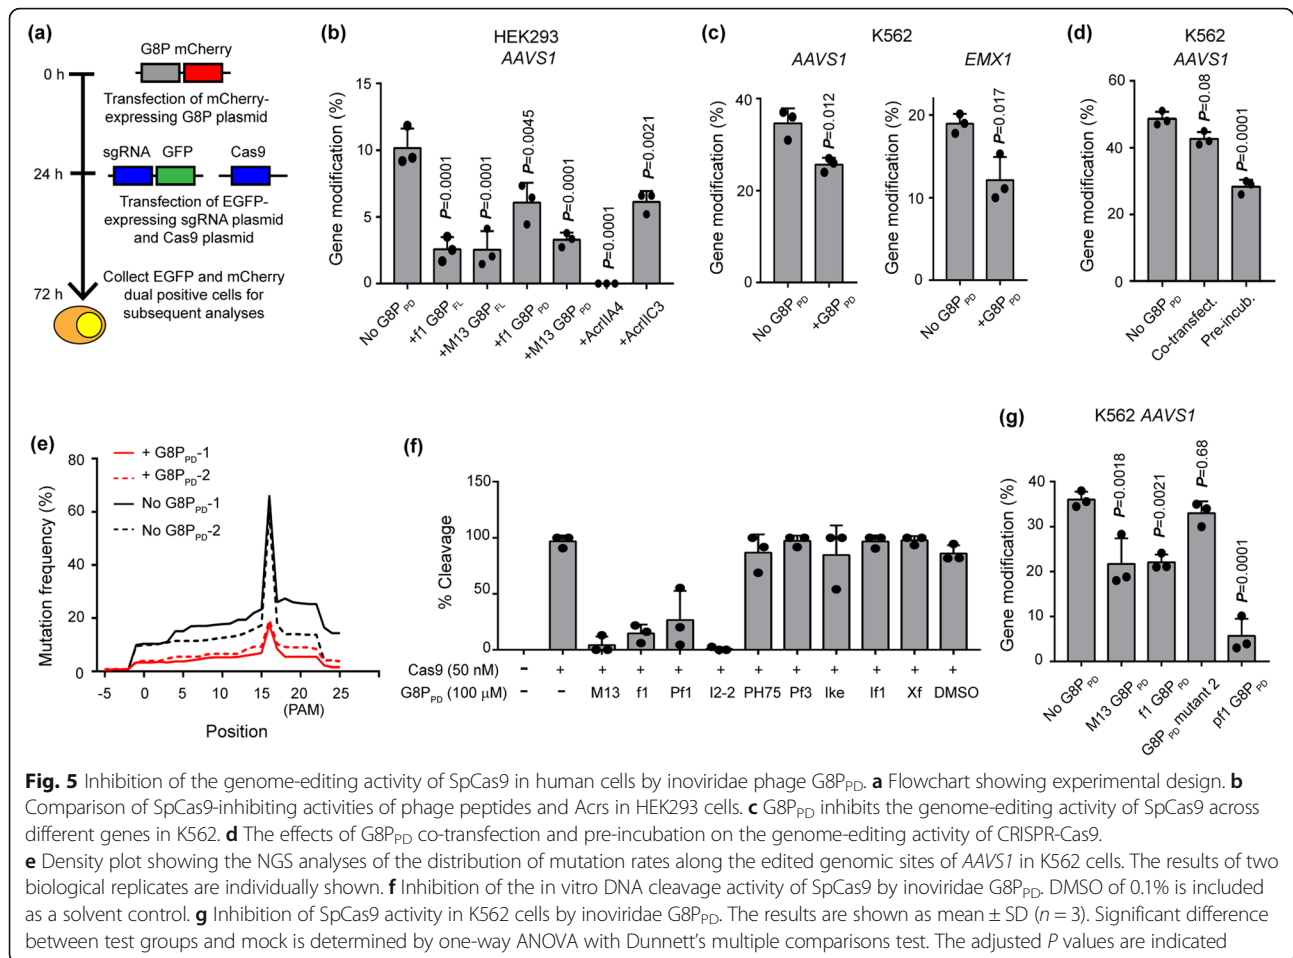 (a)
G8P mCherry
0 h
Transfection of mCherry-
expressing G8P plasmid
sgRNA GFP Cas9
24 h
Transfection of EGFP-
expressing sgRNA plasmid
and Cas9 plasmid
72 h
Collect EGFP and mCherry
dual positive cells for
subsequent analyses
(b)
HEK293
AAVS1
Gene modification (%)
15
10
5
0
P=0.0001
P=0.0001
P=0.0045
P=0.0001
P=0.0001
P=0.0021
No G8P PD
+f1 G8P FL
+M13 G8P FL
+f1 G8P PD
+M13 G8P PD
+AcrIIA4
+AcrIIC3
(c)
K562
AAVS1
Gene modification (%)
40
20
0
P=0.012
No G8P PD
+G8P PD
EMX1
Gene modification (%)
20
10
0
P=0.017
No G8P PD
+G8P PD
(d)
K562
AAVS1
Gene modification (%)
60
40
20
0
P=0.08
P=0.0001
No G8P PD
Co-transfect.
Pre-incub.
(e)
+ G8PPD-1
+ G8PPD-2
No G8PPD-1
No G8PPD-2
Mutation frequency (%)
80
60
40
20
0
-5 0 5 10 15 20 25
(PAM)
Position
(f)
% Cleavage
150
100
50
0
Cas9 (50 nM) – + + + + + + + + + + +
G8PPD (100 μM) – – M13 f1 Pf1 I2-2 PH75 Pf3 Ike If1 Xf DMSO
(g)
K562 AAVS1
Gene modification (%)
40
30
20
10
0
P=0.0018
P=0.0021
P=0.68
P=0.0001
No G8P PD
M13 G8P PD
f1 G8P PD
G8P PD mutant 2
pf1 G8P PD
Fig. 5 Inhibition of the genome-editing activity of SpCas9 in human cells by inoviridae phage G8PPD. a Flowchart showing experimental design. b
Comparison of SpCas9-inhibiting activities of phage peptides and Acrs in HEK293 cells. c G8PPD inhibits the genome-editing activity of SpCas9 across
different genes in K562. d The effects of G8PPD co-transfection and pre-incubation on the genome-editing activity of CRISPR-Cas9.
e Density plot showing the NGS analyses of the distribution of mutation rates along the edited genomic sites of AAVS1 in K562 cells. The results of two
biological replicates are individually shown. f Inhibition of the in vitro DNA cleavage activity of SpCas9 by inoviridae G8PPD. DMSO of 0.1% is included
as a solvent control. g Inhibition of SpCas9 activity in K562 cells by inoviridae G8PPD. The results are shown as mean ± SD (n = 3). Significant difference
between test groups and mock is determined by one-way ANOVA with Dunnett's multiple comparisons test. The adjusted P values are indicated